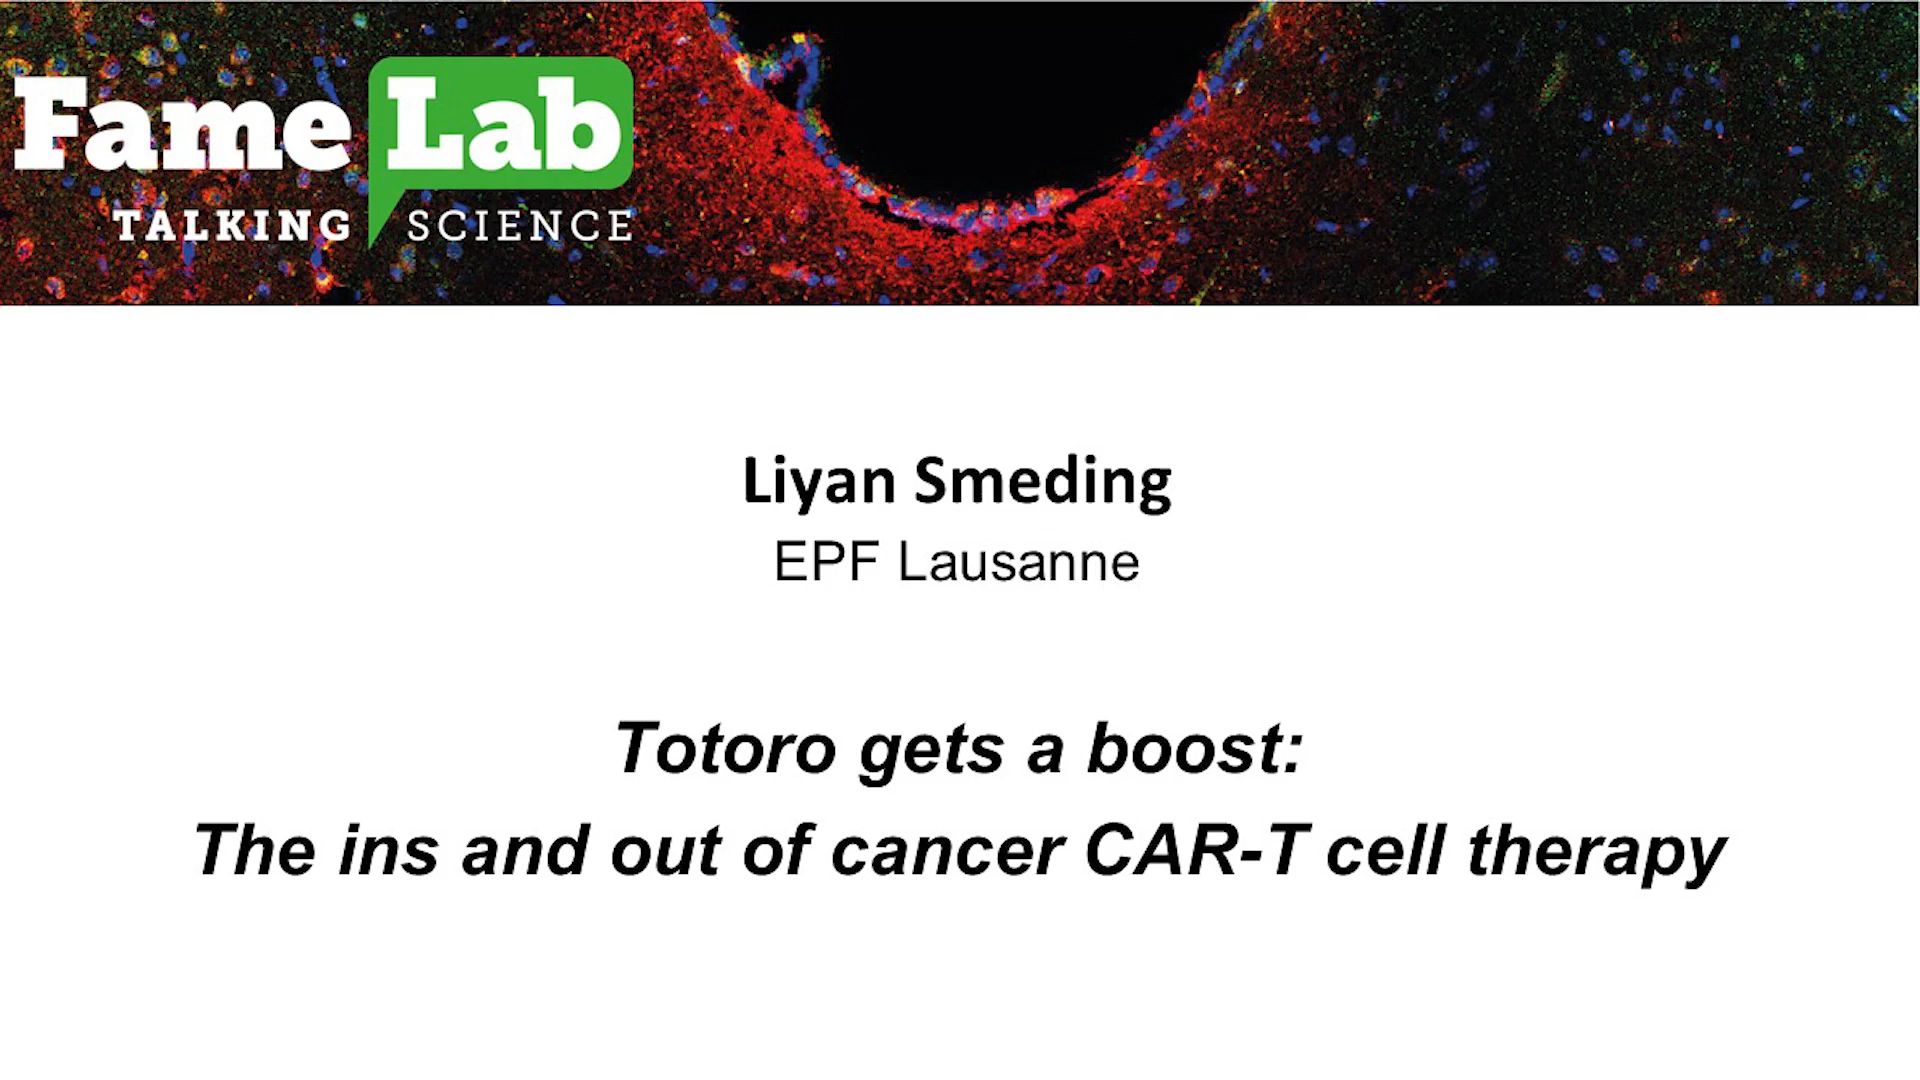 Fame Lab
TALKING SCIENCE
Liyan Smeding
EPF Lausanne
Totoro gets a boost:
The ins and out of cancer CAR-T cell therapy